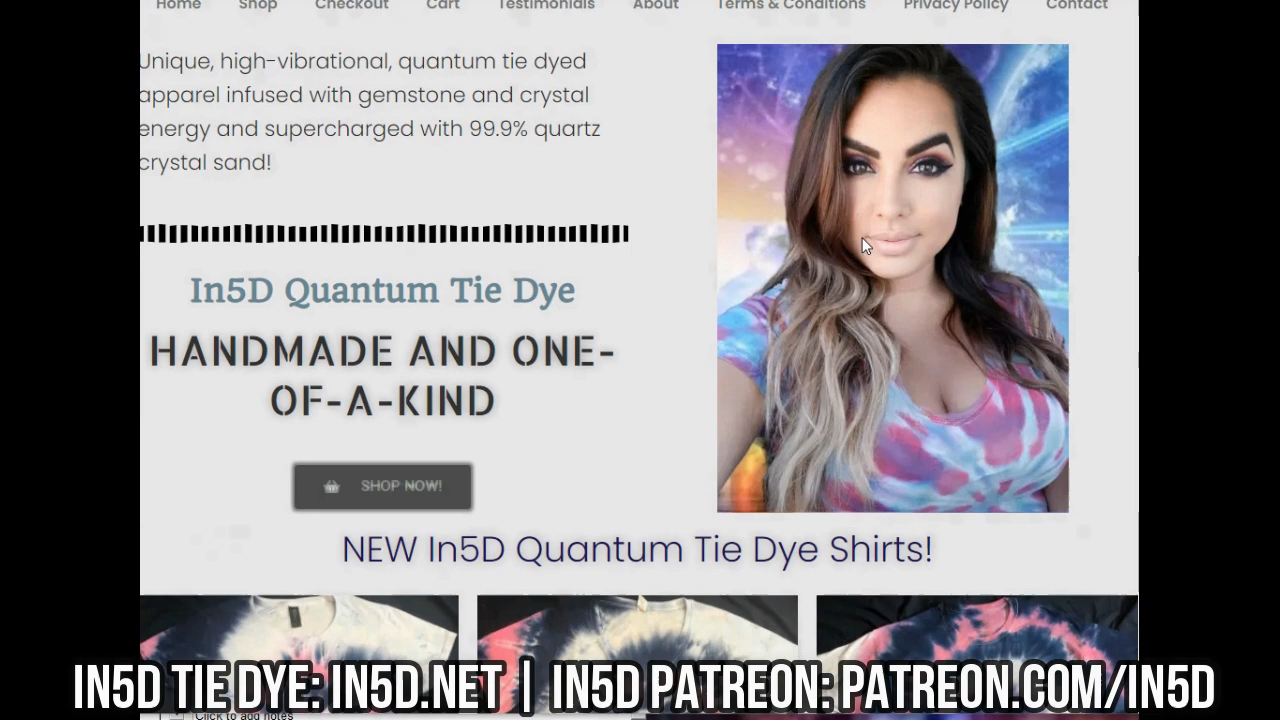 Home Shop Checkout Cart Testimonials About Terms & Conditions Privacy Policy Contact
Unique, high-vibrational, quantum tie dyed
apparel infused with gemstone and crystal
energy and supercharged with 99.9% quartz
crystal sand!
In5D Quantum Tie Dye
HANDMADE AND ONE-
OF-A-KIND
SHOP NOW!
NEW In5D Quantum Tie Dye Shirts!
IN5D TIE DYE: IN5D.NET | IN5D PATREON: PATREON.COM/IN5D
Click to add notes